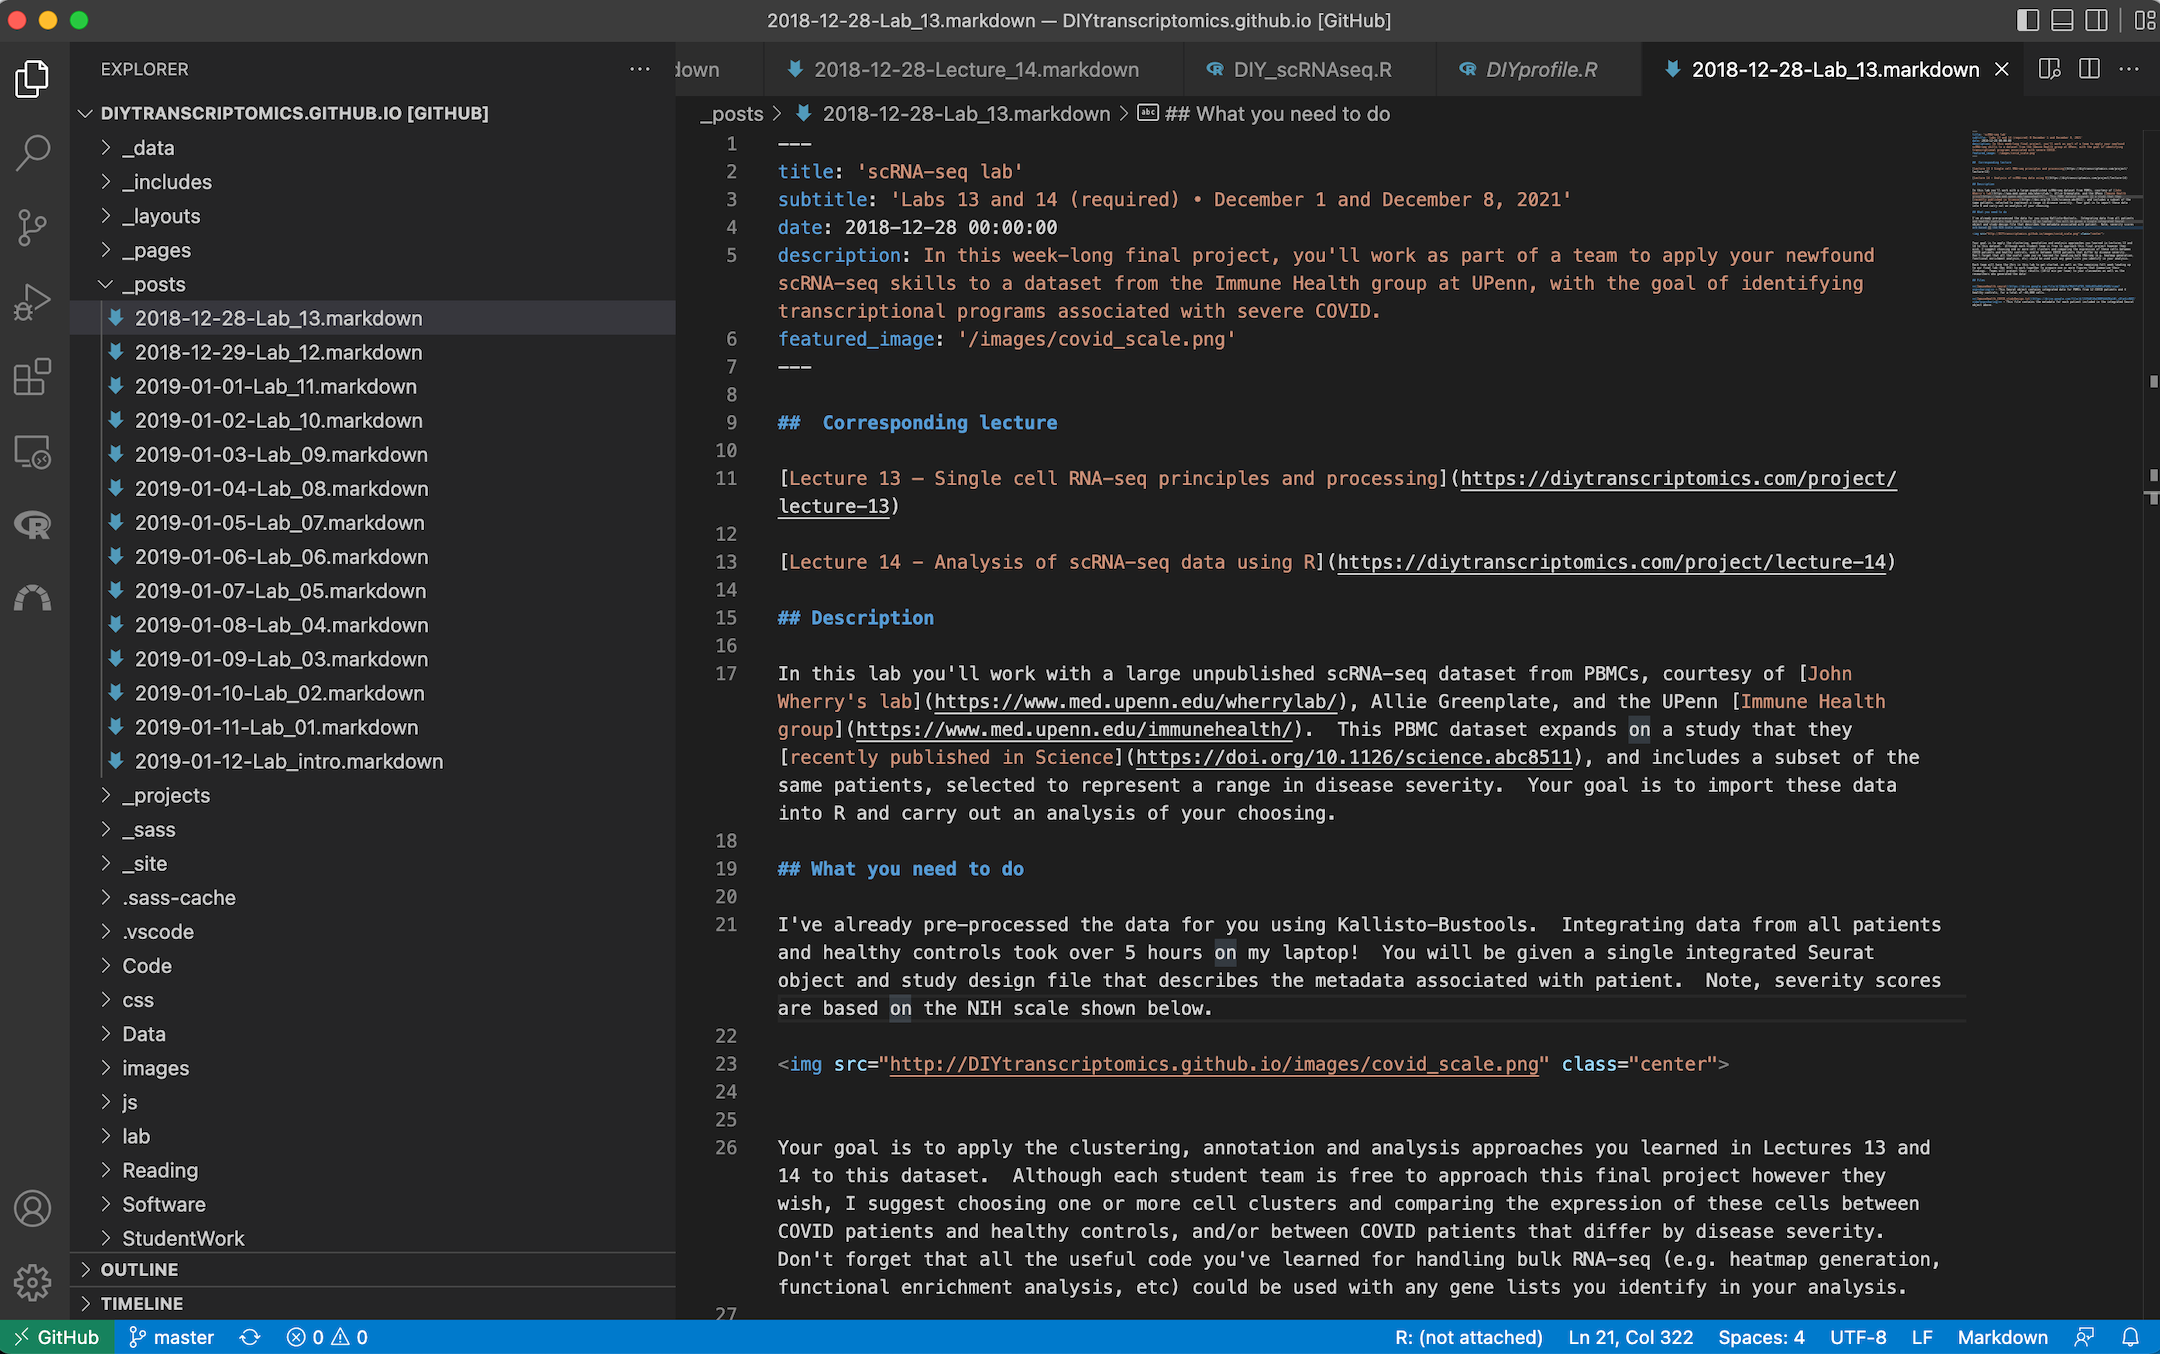 2018-12-28-Lab_13.markdown — DIYtranscriptomics.github.io [GitHub]
EXPLORER
DIYTRANSCRIPTOMICS.GITHUB.IO [GITHUB]
_data
_includes
_layouts
_pages
_posts
2018-12-28-Lab_13.markdown
2018-12-29-Lab_12.markdown
2019-01-01-Lab_11.markdown
2019-01-02-Lab_10.markdown
2019-01-03-Lab_09.markdown
2019-01-04-Lab_08.markdown
2019-01-05-Lab_07.markdown
2019-01-06-Lab_06.markdown
2019-01-07-Lab_05.markdown
2019-01-08-Lab_04.markdown
2019-01-09-Lab_03.markdown
2019-01-10-Lab_02.markdown
2019-01-11-Lab_01.markdown
2019-01-12-Lab_intro.markdown
_projects
_sass
_site
.sass-cache
.vscode
Code
css
Data
images
js
lab
Reading
Software
StudentWork
OUTLINE
TIMELINE
down 2018-12-28-Lecture_14.markdown DIY_scRNAseq.R DIYprofile.R 2018-12-28-Lab_13.markdown
_posts > 2018-12-28-Lab_13.markdown > abc ## What you need to do
1 ---
2 title: 'scRNA-seq lab'
3 subtitle: 'Labs 13 and 14 (required) • December 1 and December 8, 2021'
4 date: 2018-12-28 00:00:00
5 description: In this week-long final project, you'll work as part of a team to apply your newfound
scRNA-seq skills to a dataset from the Immune Health group at UPenn, with the goal of identifying
transcriptional programs associated with severe COVID.
6 featured_image: '/images/covid_scale.png'
7 ---
8
9 ##  Corresponding lecture
10
11 [Lecture 13 – Single cell RNA-seq principles and processing](https://diytranscriptomics.com/project/
lecture-13)
12
13 [Lecture 14 – Analysis of scRNA-seq data using R](https://diytranscriptomics.com/project/lecture-14)
14
15 ## Description
16
17 In this lab you'll work with a large unpublished scRNA-seq dataset from PBMCs, courtesy of [John
Wherry's lab](https://www.med.upenn.edu/wherrylab/), Allie Greenplate, and the UPenn [Immune Health
group](https://www.med.upenn.edu/immunehealth/).  This PBMC dataset expands on a study that they
[recently published in Science](https://doi.org/10.1126/science.abc8511), and includes a subset of the
same patients, selected to represent a range in disease severity.  Your goal is to import these data
into R and carry out an analysis of your choosing.
18
19 ## What you need to do
20
21 I've already pre-processed the data for you using Kallisto-Bustools.  Integrating data from all patients
and healthy controls took over 5 hours on my laptop!  You will be given a single integrated Seurat
object and study design file that describes the metadata associated with patient.  Note, severity scores
are based on the NIH scale shown below.
22
23 <img src="http://DIYtranscriptomics.github.io/images/covid_scale.png" class="center">
24
25
26 Your goal is to apply the clustering, annotation and analysis approaches you learned in Lectures 13 and
14 to this dataset.  Although each student team is free to approach this final project however they
wish, I suggest choosing one or more cell clusters and comparing the expression of these cells between
COVID patients and healthy controls, and/or between COVID patients that differ by disease severity.
Don't forget that all the useful code you've learned for handling bulk RNA-seq (e.g. heatmap generation,
functional enrichment analysis, etc) could be used with any gene lists you identify in your analysis.
27
GitHub master 0 0 R: (not attached) Ln 21, Col 322 Spaces: 4 UTF-8 LF Markdown